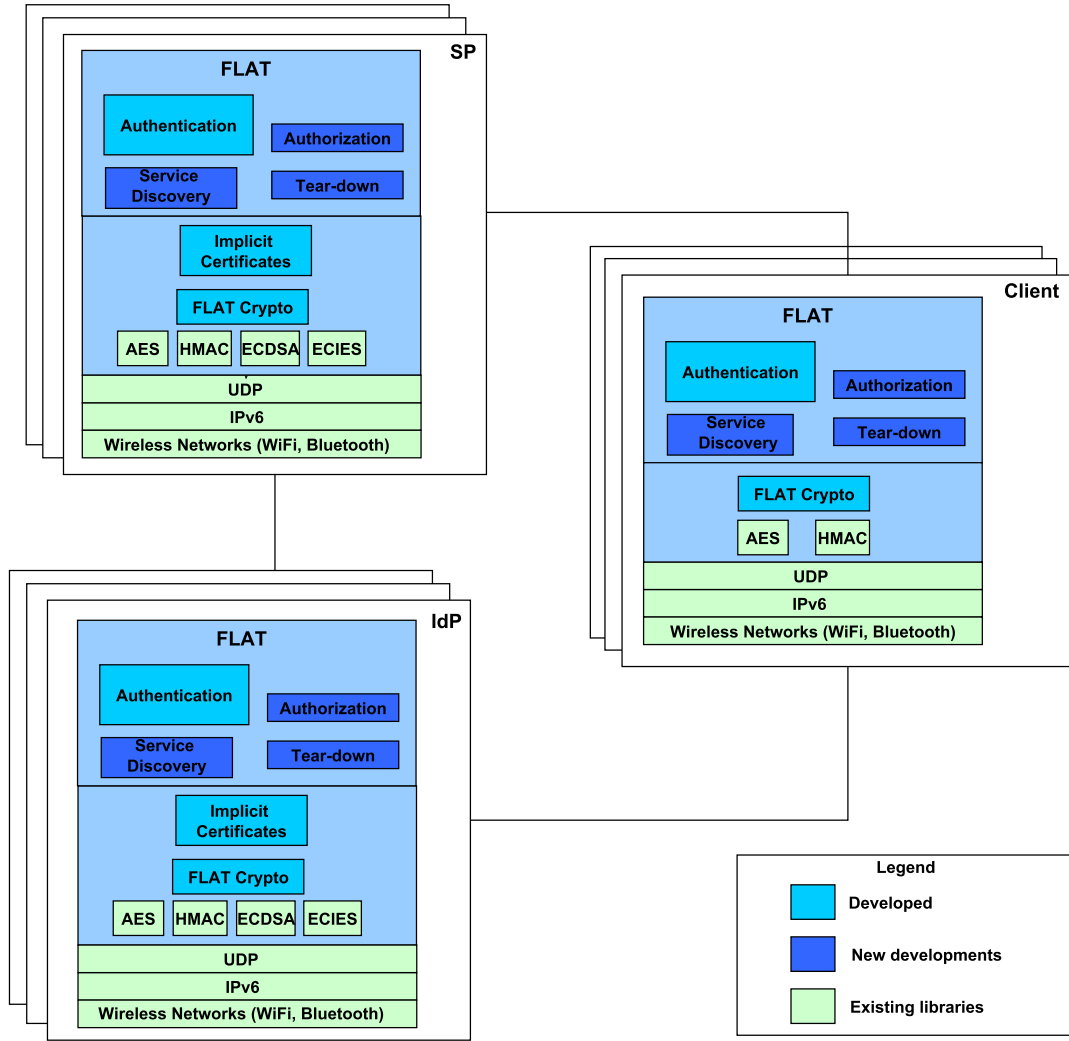 SP
FLAT
Authentication
Authorization
Service
Discovery
Tear-down
Implicit
Certificates
FLAT Crypto
AES
HMAC
ECDSA
ECIES
UDP
IPv6
Wireless Networks (WiFi, Bluetooth)
Client
FLAT
Authentication
Authorization
Service
Discovery
Tear-down
FLAT Crypto
AES
HMAC
UDP
IPv6
Wireless Networks (WiFi, Bluetooth)
IdP
FLAT
Authentication
Authorization
Service
Discovery
Tear-down
Implicit
Certificates
FLAT Crypto
AES
HMAC
ECDSA
ECIES
UDP
IPv6
Wireless Networks (WiFi, Bluetooth)
Legend
Developed
New developments
Existing libraries